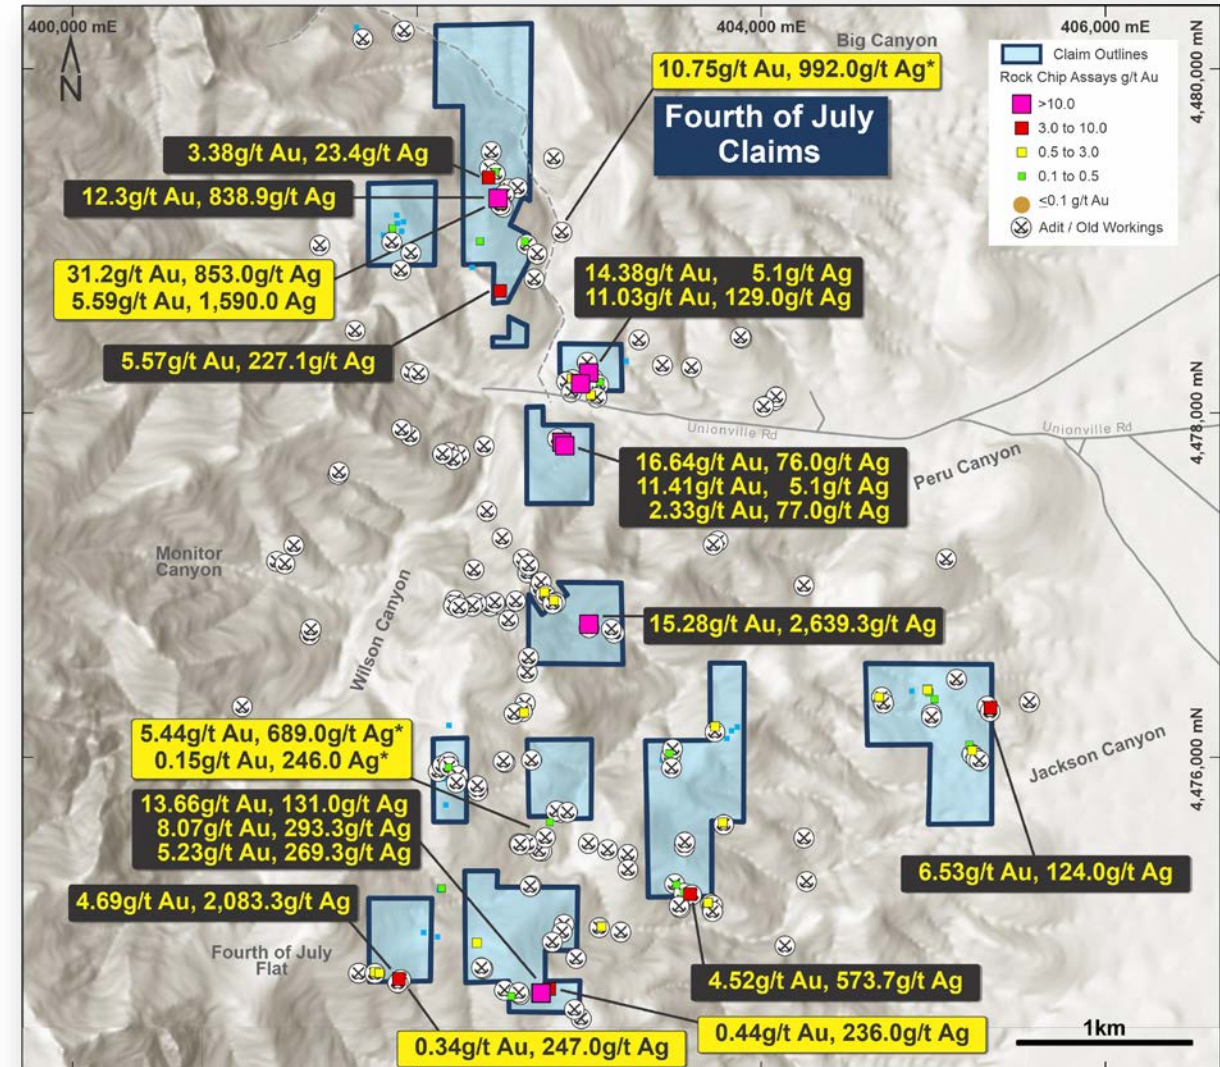 400,000 mE
404,000 mE
406,000 mE
Big Canyon
N
4,480,000 mN
10.75g/t Au, 992.0g/t Ag*
Fourth of July
Claims
Claim Outlines
Rock Chip Assays g/t Au
>10.0
3.0 to 10.0
0.5 to 3.0
0.1 to 0.5
≤0.1 g/t Au
Adit / Old Workings
3.38g/t Au, 23.4g/t Ag
12.3g/t Au, 838.9g/t Ag
31.2g/t Au, 853.0g/t Ag
5.59g/t Au, 1,590.0 Ag
14.38g/t Au, 5.1g/t Ag
11.03g/t Au, 129.0g/t Ag
5.57g/t Au, 227.1g/t Ag
Unionville Rd
Unionville Rd
4,478,000 mN
Peru Canyon
16.64g/t Au, 76.0g/t Ag
11.41g/t Au, 5.1g/t Ag
2.33g/t Au, 77.0g/t Ag
Monitor
Canyon
Wilson Canyon
15.28g/t Au, 2,639.3g/t Ag
5.44g/t Au, 689.0g/t Ag*
0.15g/t Au, 246.0 Ag*
Jackson Canyon
4,476,000 mN
13.66g/t Au, 131.0g/t Ag
8.07g/t Au, 293.3g/t Ag
5.23g/t Au, 269.3g/t Ag
6.53g/t Au, 124.0g/t Ag
4.69g/t Au, 2,083.3g/t Ag
Fourth of July
Flat
4.52g/t Au, 573.7g/t Ag
0.44g/t Au, 236.0g/t Ag
0.34g/t Au, 247.0g/t Ag
1km